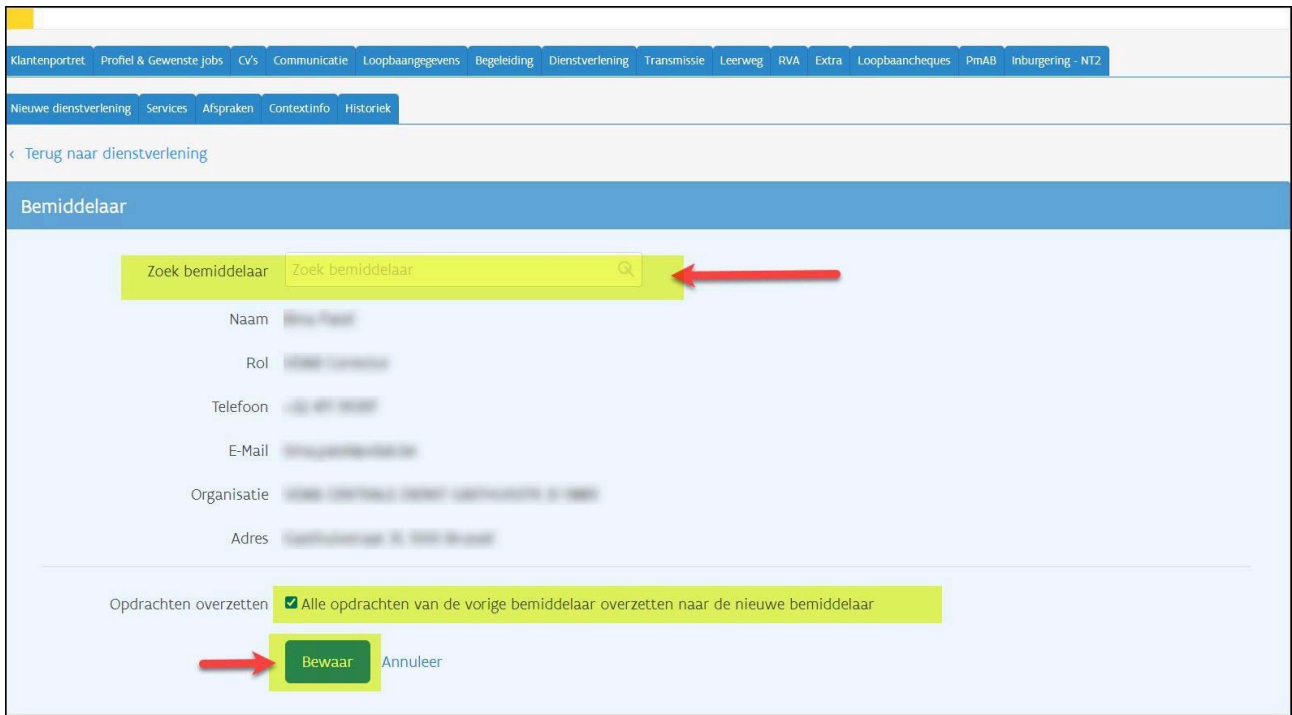 Klantenportret Profiel & Gewenste jobs Cv's Communicatie Loopbaangegevens Begeleiding Dienstverlening Transmissie Leerweg RVA Extra Loopbaancheques PmAB Inburgering - NT2
Nieuwe dienstverlening Services Afspraken Contextinfo Historiek
< Terug naar dienstverlening
Bemiddelaar
Zoek bemiddelaar Zoek bemiddelaar
Naam
Rol
Telefoon
E-Mail
Organisatie
Adres
Opdrachten overzetten Alle opdrachten van de vorige bemiddelaar overzetten naar de nieuwe bemiddelaar
Bewaar Annuleer